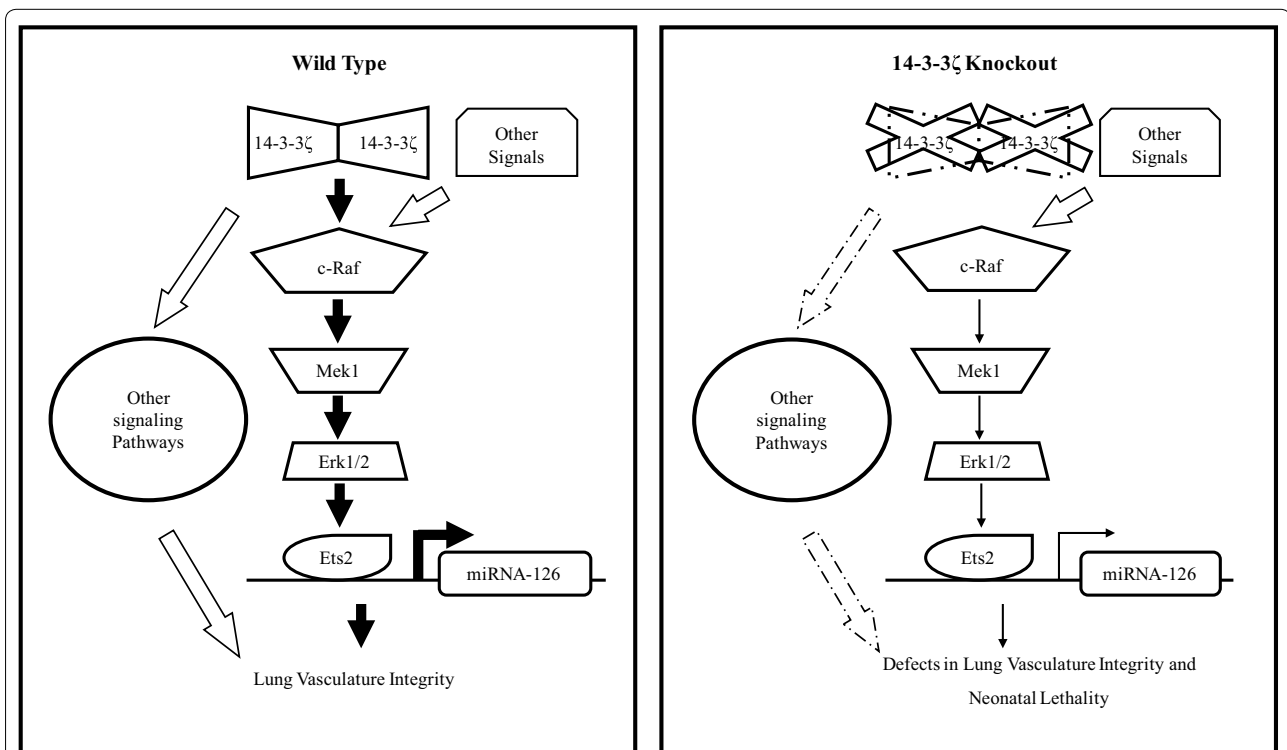 Wild Type
14-3-3ζ
14-3-3ζ
Other
Signals
c-Raf
Mek1
Other
signaling
Pathways
Erk1/2
Ets2
miRNA-126
Lung Vasculature Integrity
14-3-3ζ Knockout
14-3-3ζ
14-3-3ζ
Other
Signals
c-Raf
Mek1
Other
signaling
Pathways
Erk1/2
Ets2
miRNA-126
Defects in Lung Vasculature Integrity and
Neonatal Lethality